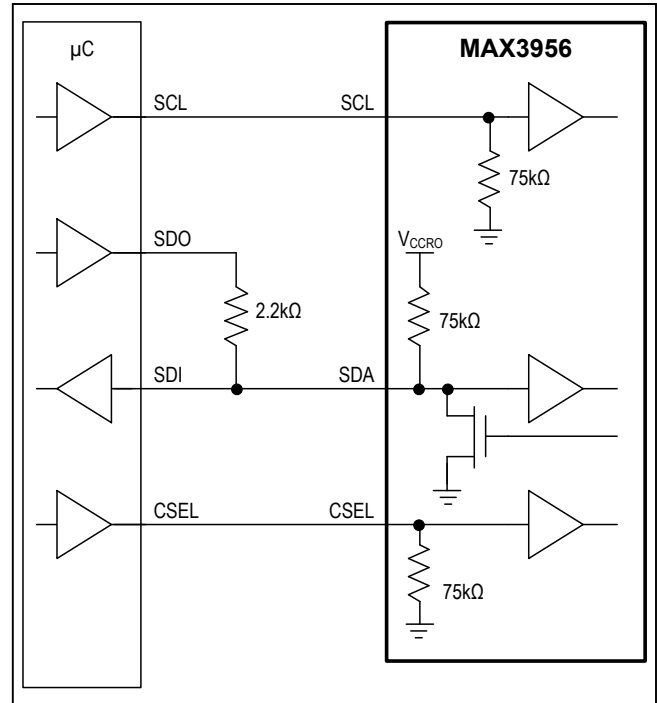 µC
MAX3956
SCL
SCL
75kΩ
SDO
VCCRO
2.2kΩ
75kΩ
SDI
SDA
CSEL
CSEL
75kΩ